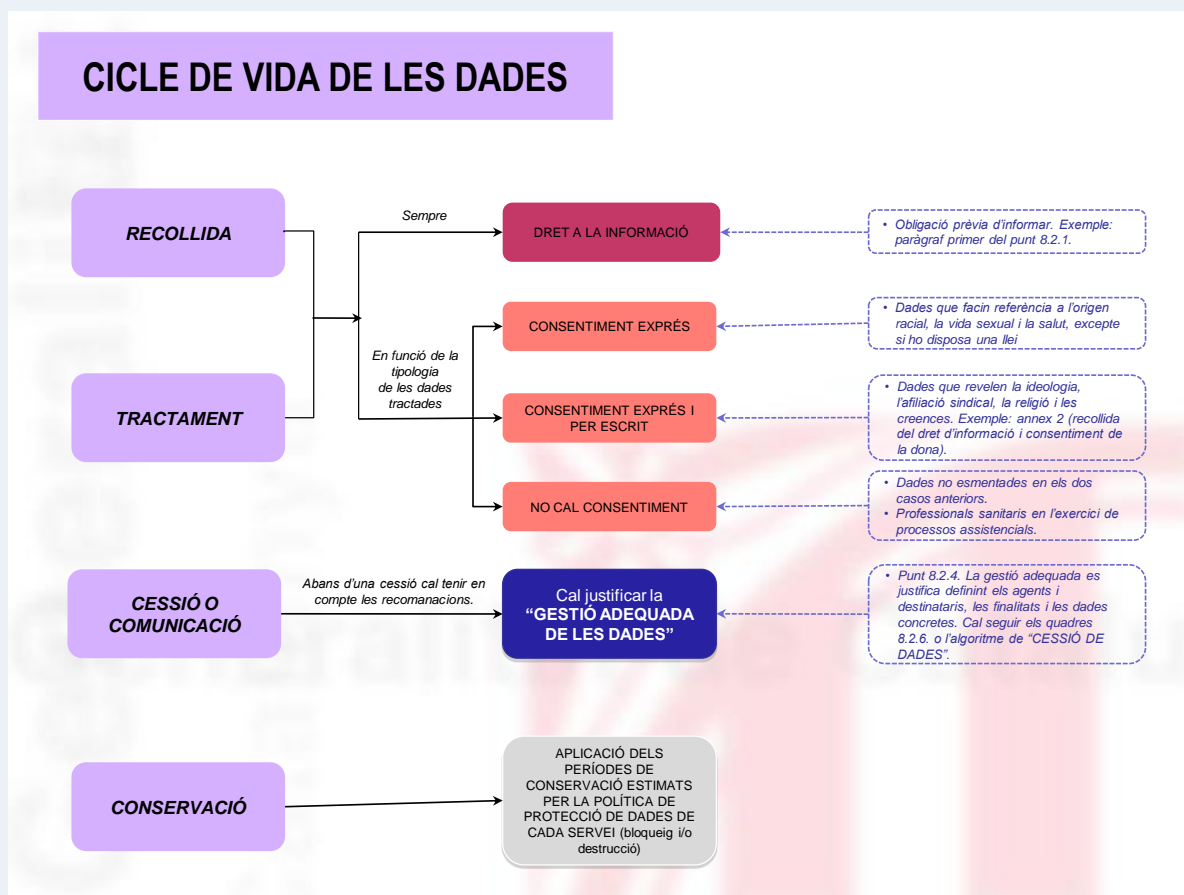 CICLE DE VIDA DE LES DADES
RECOLLIDA
Sempre
DRET A LA INFORMACIÓ
• Obligació prèvia d'informar. Exemple:
paràgraf primer del punt 8.2.1.
CONSENTIMENT EXPRÉS
• Dades que facin referència a l'origen
racial, la vida sexual i la salut, excepte
si ho disposa una llei
En funció de la
tipologia
de les dades
tractades
TRACTAMENT
CONSENTIMENT EXPRÉS I
PER ESCRIT
• Dades que revelen la ideologia,
l'afiliació sindical, la religió i les
creences. Exemple: annex 2 (recollida
del dret d'informació i consentiment de
la dona).
NO CAL CONSENTIMENT
• Dades no esmentades en els dos
casos anteriors.
• Professionals sanitaris en l'exercici de
processos assistencials.
CESSIÓ O
COMUNICACIÓ
Abans d'una cessió cal tenir en
compte les recomanacions.
Cal justificar la
“GESTIÓ ADEQUADA
DE LES DADES”
• Punt 8.2.4. La gestió adequada es
justifica definint els agents i
destinataris, les finalitats i les dades
concretes. Cal seguir els quadres
8.2.6. o l'algoritme de “CESSIÓ DE
DADES”.
CONSERVACIÓ
APLICACIÓ DELS
PERÍODES DE
CONSERVACIÓ ESTIMATS
PER LA POLÍTICA DE
PROTECCIÓ DE DADES DE
CADA SERVEI (bloqueig i/o
destrucció)